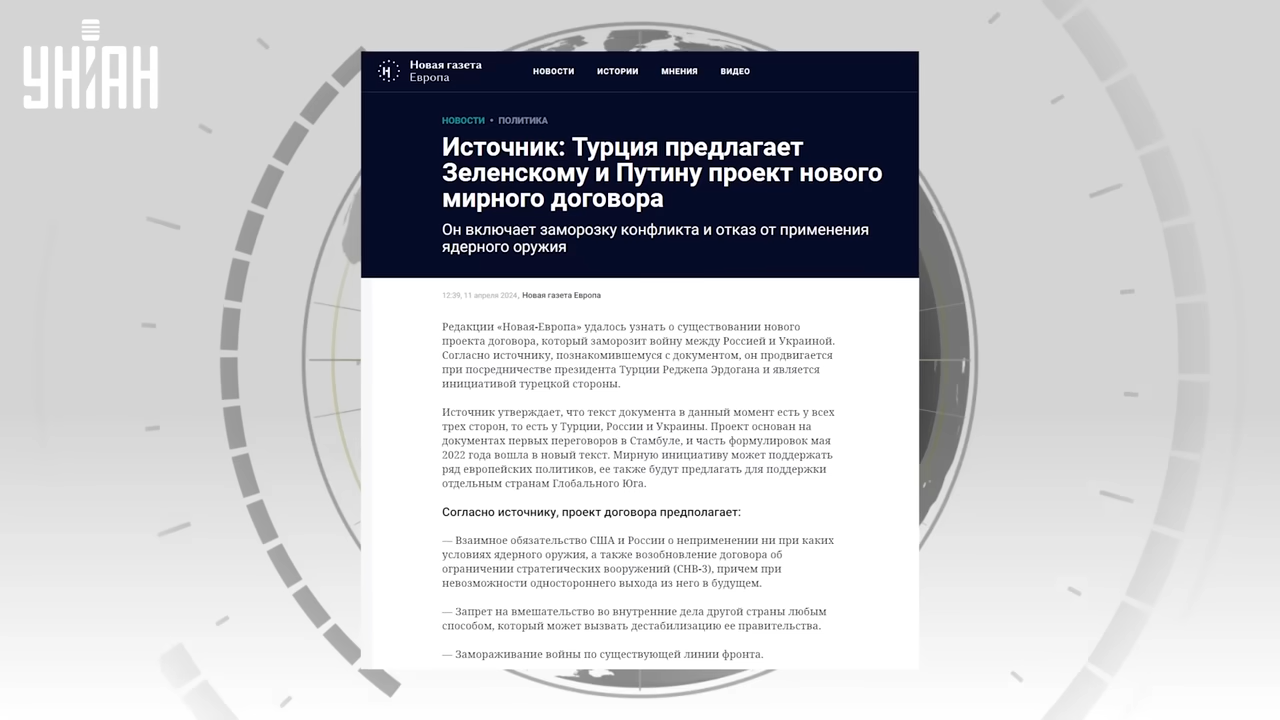 УНІАН
Новая газета
Европа
НОВОСТИ
ИСТОРИИ
МНЕНИЯ
ВИДЕО
НОВОСТИ • ПОЛИТИКА
Источник: Турция предлагает
Зеленскому и Путину проект нового
мирного договора
Он включает заморозку конфликта и отказ от применения
ядерного оружия
12:39, 11 апреля 2024, Новая газета Европа
Редакции «Новая-Европа» удалось узнать о существовании нового
проекта договора, который заморозит войну между Россией и Украиной.
Согласно источнику, познакомившемуся с документом, он продвигается
при посредничестве президента Турции Реджепа Эрдогана и является
инициативой турецкой стороны.
Источник утверждает, что текст документа в данный момент есть у всех
трех сторон, то есть у Турции, России и Украины. Проект основан на
документах первых переговоров в Стамбуле, и часть формулировок мая
2022 года вошла в новый текст. Мирную инициативу может поддержать
ряд европейских политиков, ее также будут предлагать для поддержки
отдельным странам Глобального Юга.
Согласно источнику, проект договора предполагает:
— Взаимное обязательство США и России о неприменении ни при каких
условиях ядерного оружия, а также возобновление договора об
ограничении стратегических вооружений (СНВ-3), причем при
невозможности одностороннего выхода из него в будущем.
— Запрет на вмешательство во внутренние дела другой страны любым
способом, который может вызвать дестабилизацию ее правительства.
— Замораживание войны по существующей линии фронта.